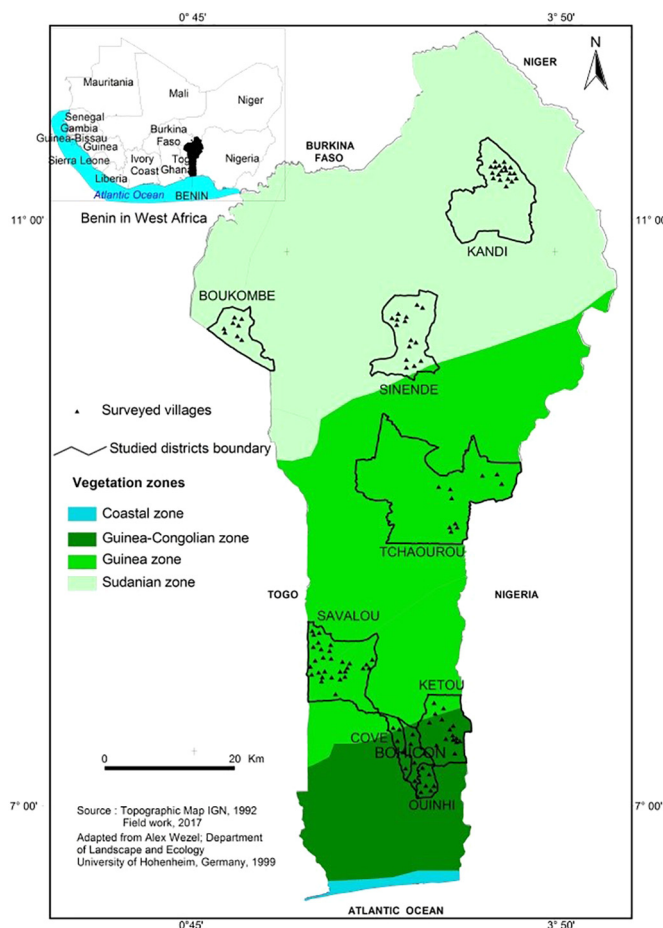 0° 45'
3° 50'
N
NIGER
Mauritania
Mali
Niger
Senegal
Gambia
Guinea-Bissau
Guinea
Burkina
Faso
Sierra Leone
Ivory
Coast
Tog
Ghana
Nigeria
Liberia
Atlantic Ocean
BENIN
Benin in West Africa
BURKINA
FASO
11° 00'
11° 00'
KANDI
BOUKOMBE
SINENDE
Surveyed villages
Studied districts boundary
Vegetation zones
Coastal zone
Guinea-Congolian zone
Guinea zone
Sudanian zone
TCHAOUROU
TOGO
NIGERIA
SAVALOU
KETOU
COVE
BOHICON
OUINHI
0
20 Km
7° 00'
7° 00'
Source : Topographic Map IGN, 1992
Field work, 2017
Adapted from Alex Wezel; Department
of Landscape and Ecology
University of Hohenheim, Germany, 1999
0° 45'
ATLANTIC OCEAN
3° 50'